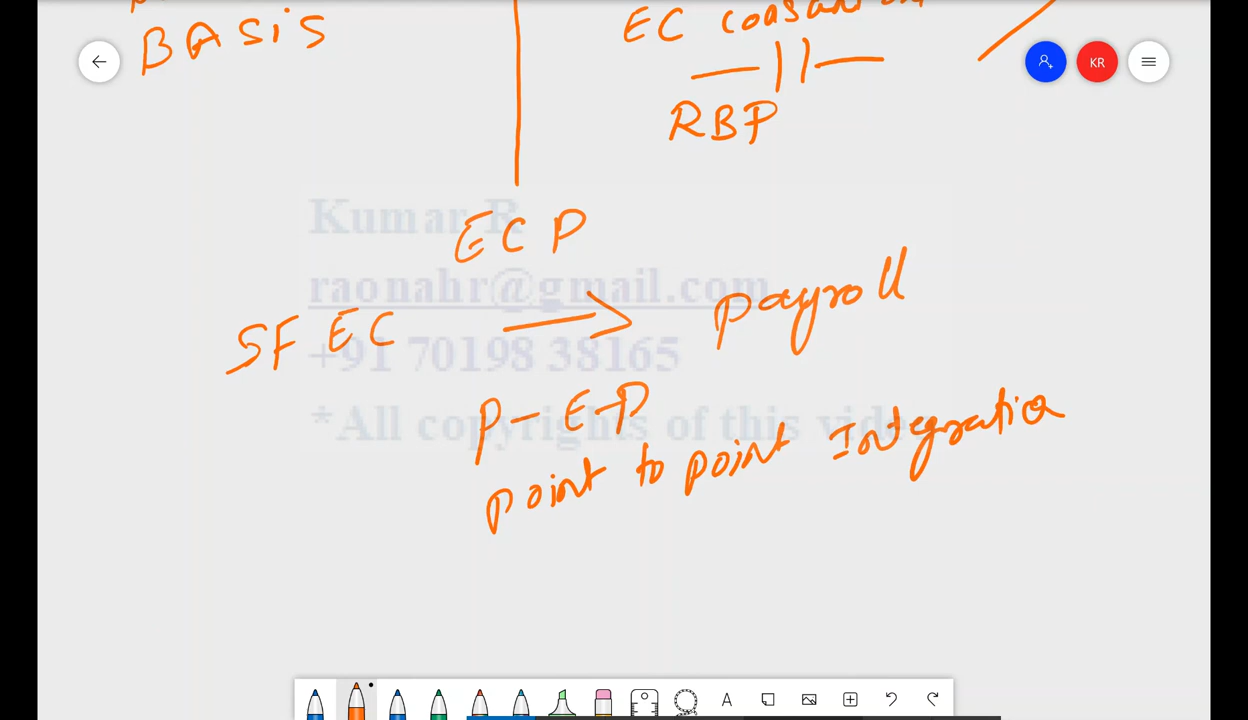 BASIS
EC consultant
RBP
KR
ECP
SF EC → Payroll
P-E-P
point to point Integration
Kumar R
raonahr@gmail.com
+91 70198 38165
*All copyrights of this video
A